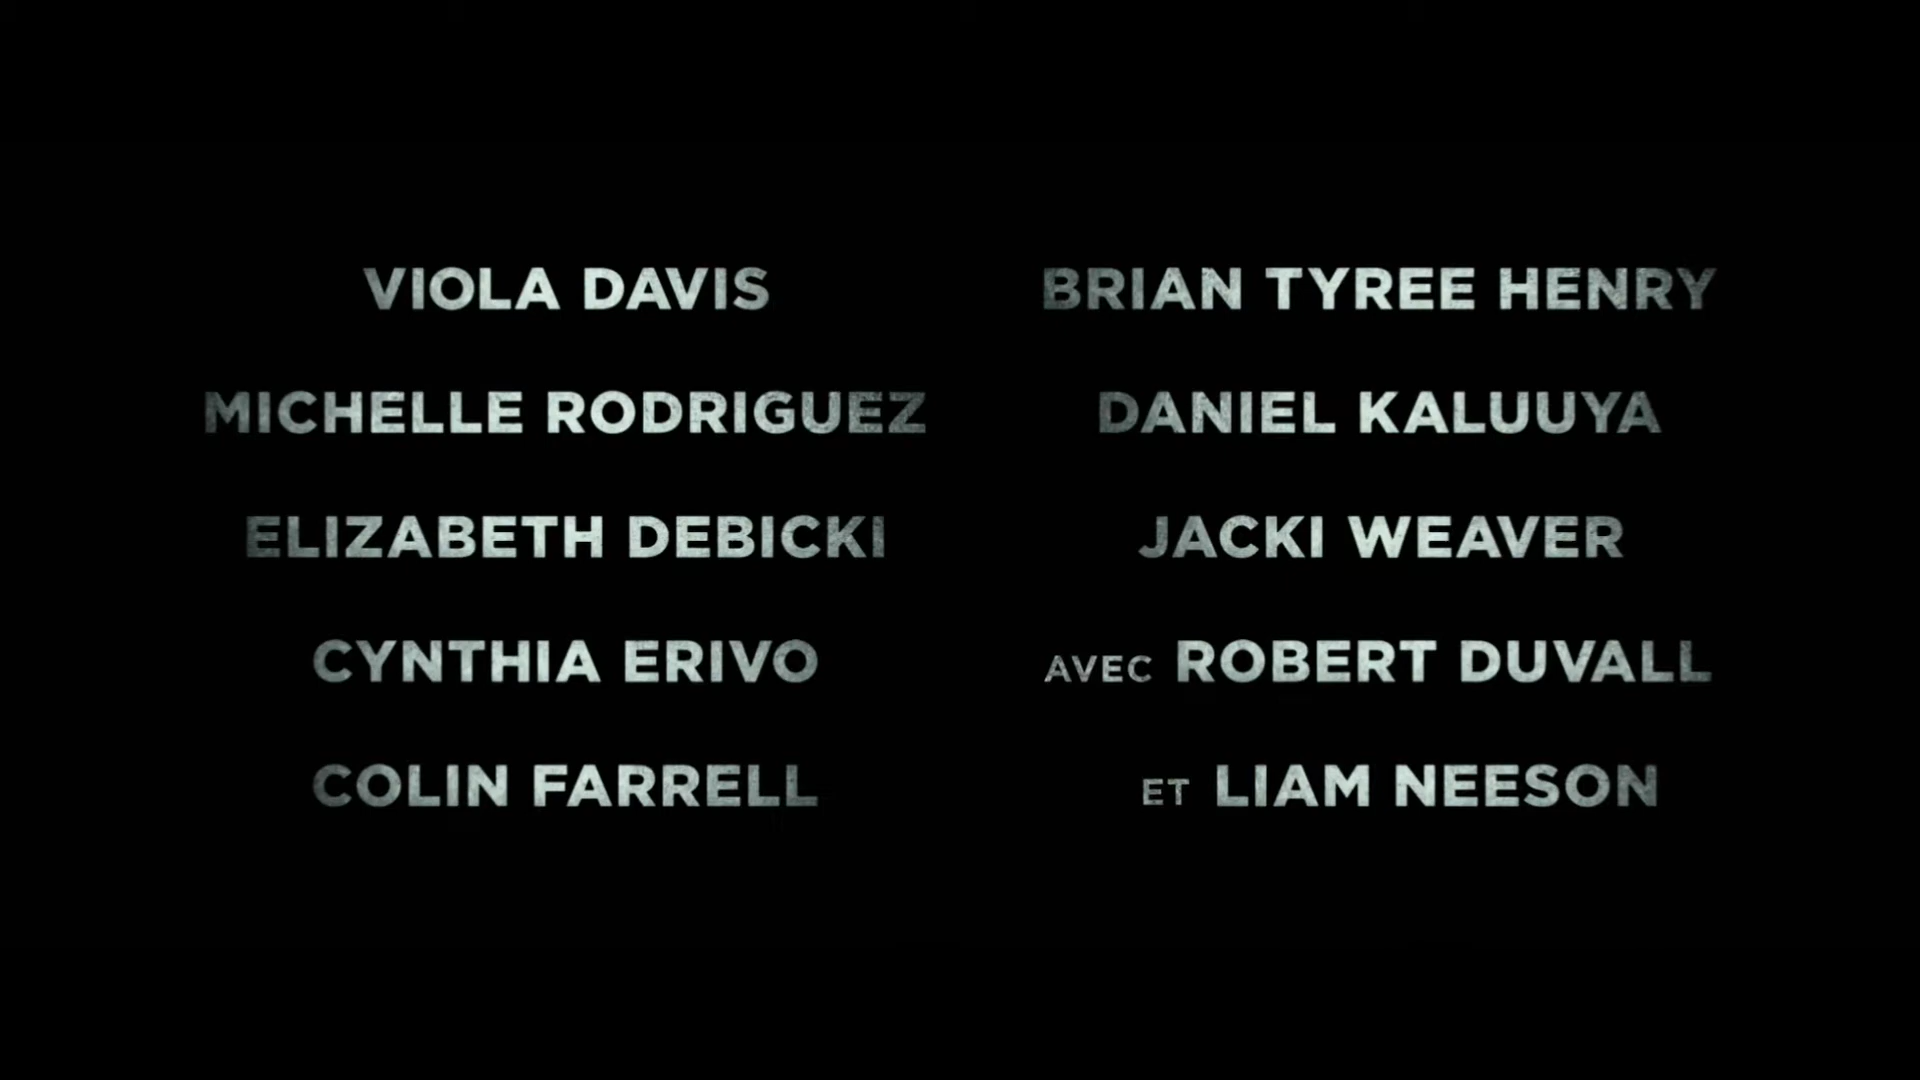 VIOLA DAVIS
MICHELLE RODRIGUEZ
ELIZABETH DEBICKI
CYNTHIA ERIVO
COLIN FARRELL
BRIAN TYREE HENRY
DANIEL KALUUYA
JACKI WEAVER
AVEC ROBERT DUVALL
ET LIAM NEESON